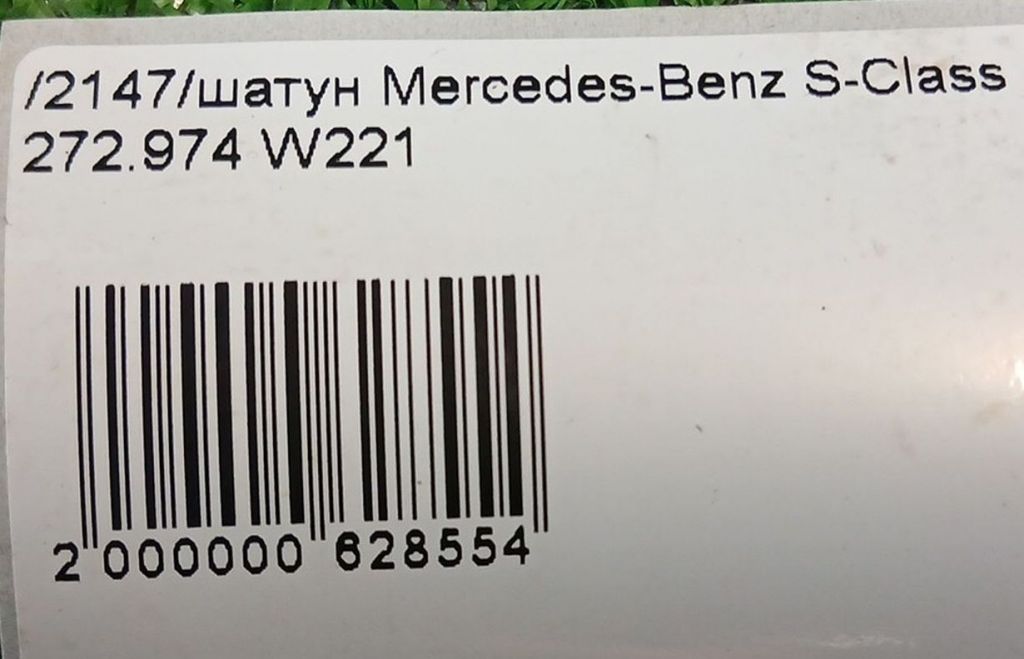 /2147/шатун Mercedes-Benz S-Class
272.974 W221
2 000000 628554